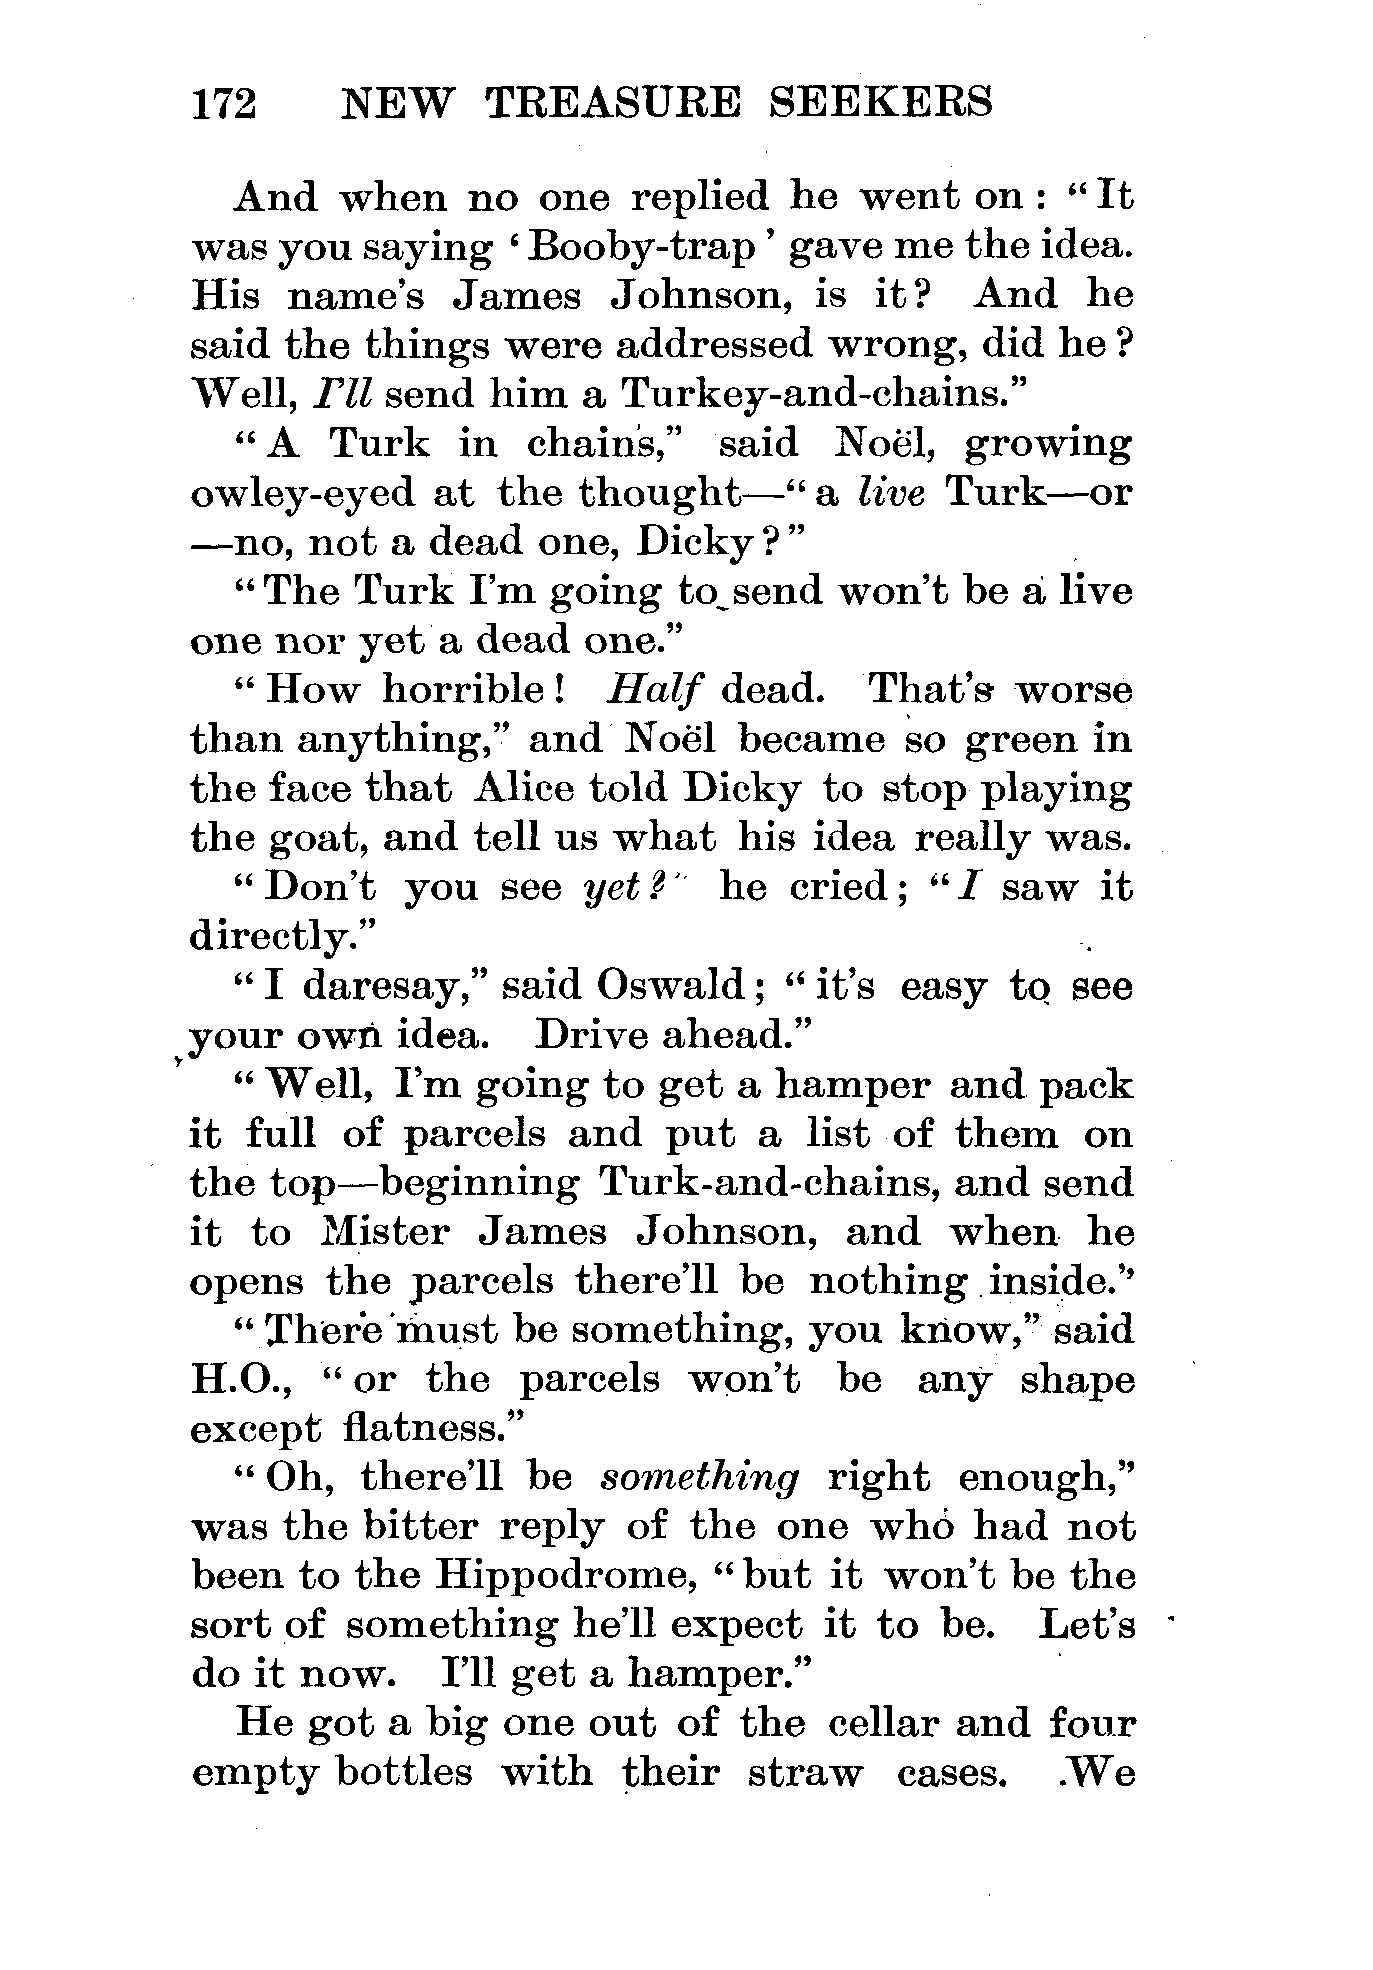 172 NEW TREASURE SEEKERS
And when no one replied he went on: "It
was you saying 'Booby-trap' gave me the idea.
His name's James Johnson, is it? And he
said the things were addressed wrong, did he?
Well, I'll send him a Turkey-and-chains."
"A Turk in chains," said Noël, growing
owley-eyed at the thought—"a live Turk—or
—no, not a dead one, Dicky?"
"The Turk I'm going to send won't be a live
one nor yet a dead one."
"How horrible! Half dead. That's worse
than anything," and Noël became so green in
the face that Alice told Dicky to stop playing
the goat, and tell us what his idea really was.
"Don't you see yet?" he cried; "I saw it
directly."
"I daresay," said Oswald; "it's easy to see
your own idea. Drive ahead."
"Well, I'm going to get a hamper and pack
it full of parcels and put a list of them on
the top—beginning Turk-and-chains, and send
it to Mister James Johnson, and when he
opens the parcels there'll be nothing inside."
"There must be something, you know," said
H.O., "or the parcels won't be any shape
except flatness."
"Oh, there'll be something right enough,"
was the bitter reply of the one who had not
been to the Hippodrome, "but it won't be the
sort of something he'll expect it to be. Let's
do it now. I'll get a hamper."
He got a big one out of the cellar and four
empty bottles with their straw cases. We